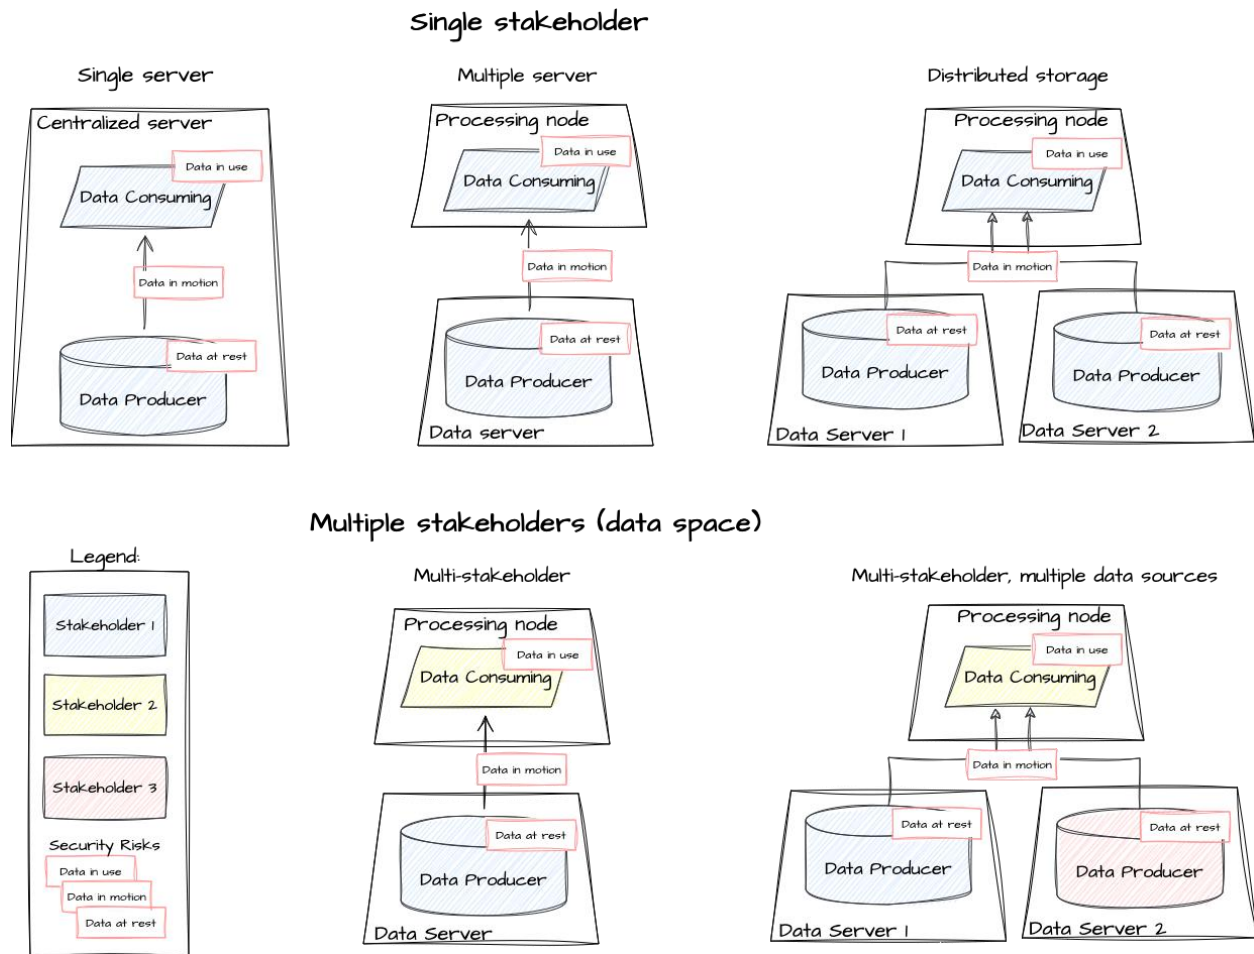 Single stakeholder
Single server
Centralized server
Data in use
Data Consuming
Data in motion
Data at rest
Data Producer
Multiple server
Processing node
Data in use
Data Consuming
Data in motion
Data at rest
Data Producer
Data server
Distributed storage
Processing node
Data in use
Data Consuming
Data in motion
Data at rest
Data Producer
Data Server 1
Data at rest
Data Producer
Data Server 2
Multiple stakeholders (data space)
Legend:
Stakeholder 1
Stakeholder 2
Stakeholder 3
Security Risks
Data in use
Data in motion
Data at rest
Multi-stakeholder
Processing node
Data in use
Data Consuming
Data in motion
Data at rest
Data Producer
Data Server
Multi-stakeholder, multiple data sources
Processing node
Data in use
Data Consuming
Data in motion
Data at rest
Data Producer
Data Server 1
Data at rest
Data Producer
Data Server 2